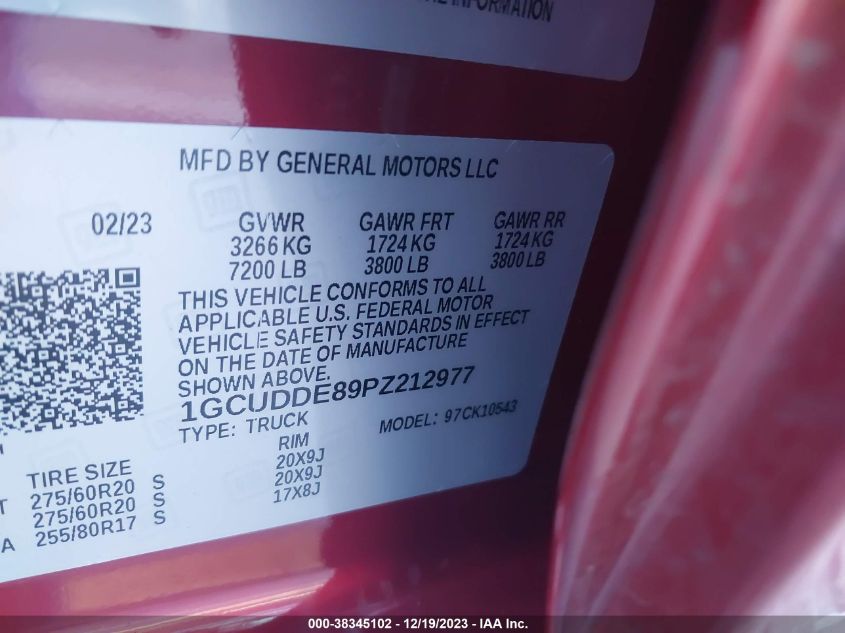 INFORMATION
MFD BY GENERAL MOTORS LLC
02/23 GVWR GAWR FRT GAWR RR
3266 KG 1724 KG 1724 KG
7200 LB 3800 LB 3800 LB
THIS VEHICLE CONFORMS TO ALL
APPLICABLE U.S. FEDERAL MOTOR
VEHICLE SAFETY STANDARDS IN EFFECT
ON THE DATE OF MANUFACTURE
SHOWN ABOVE.
1GCUDDE89PZ212977
TYPE: TRUCK MODEL: 97CK10543
TIRE SIZE RIM
T 275/60R20 S 20X9J
275/60R20 S 20X9J
A 255/80R17 S 17X8J
000-38345102 - 12/19/2023 - IAA Inc.